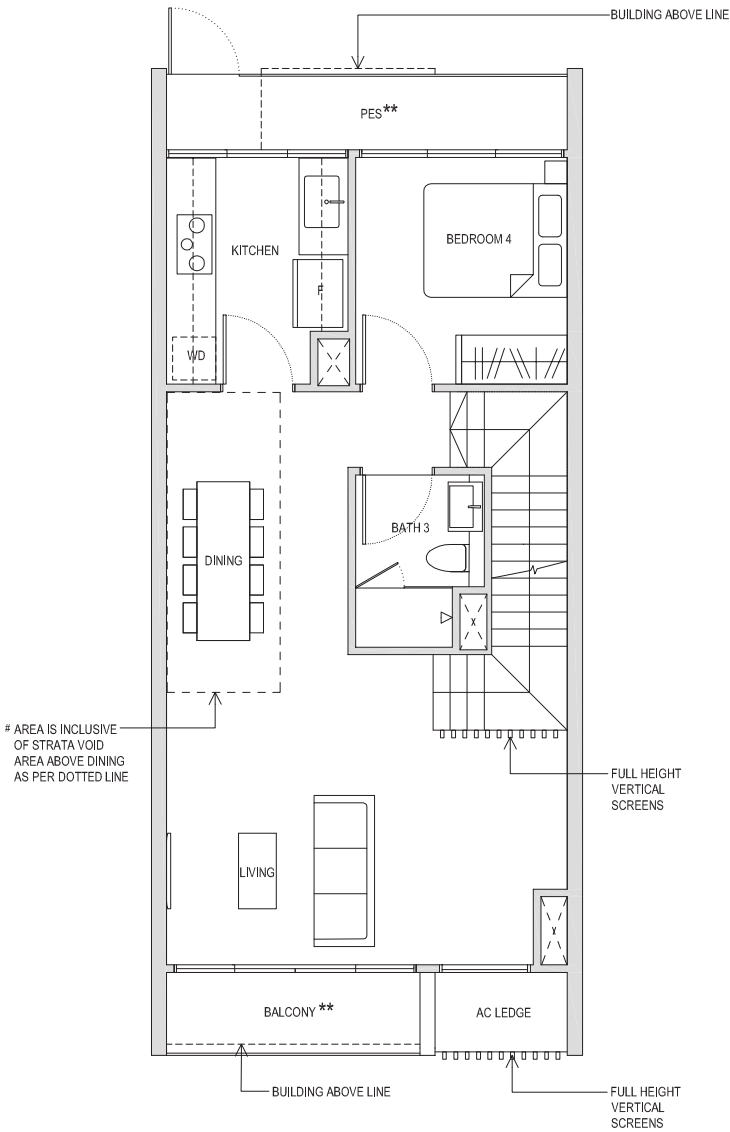 BUILDING ABOVE LINE
PES**
KITCHEN
BEDROOM 4
F
WD
BATH 3
DINING
# AREA IS INCLUSIVE
OF STRATA VOID
AREA ABOVE DINING
AS PER DOTTED LINE
FULL HEIGHT
VERTICAL
SCREENS
LIVING
BALCONY **
AC LEDGE
BUILDING ABOVE LINE
FULL HEIGHT
VERTICAL
SCREENS